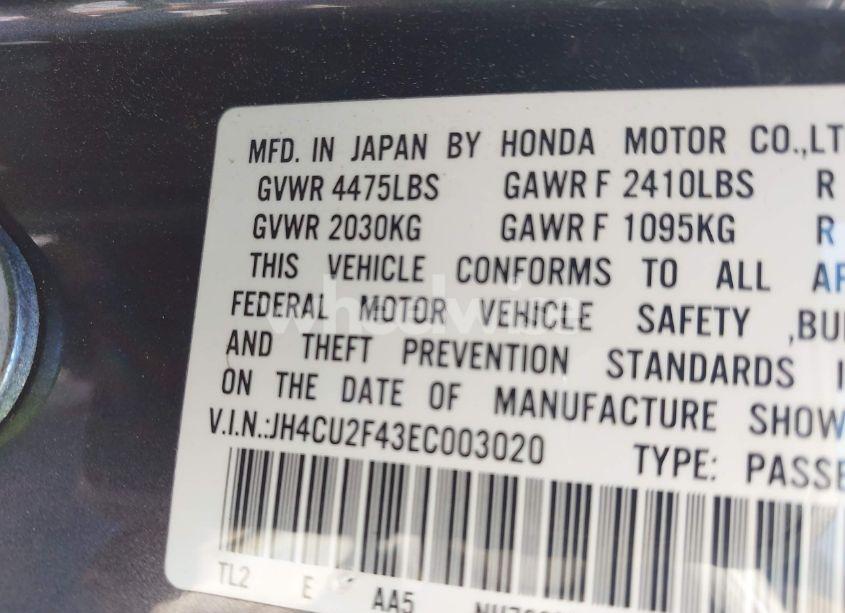 MFD. IN JAPAN BY HONDA MOTOR CO.,LT
GVWR 4475LBS GAWR F 2410LBS R
GVWR 2030KG GAWR F 1095KG R
THIS VEHICLE CONFORMS TO ALL AP
FEDERAL MOTOR VEHICLE SAFETY ,BU
AND THEFT PREVENTION STANDARDS I
ON THE DATE OF MANUFACTURE SHOW
V.I.N.:JH4CU2F43EC003020 TYPE: PASSE
TL2 E AA5